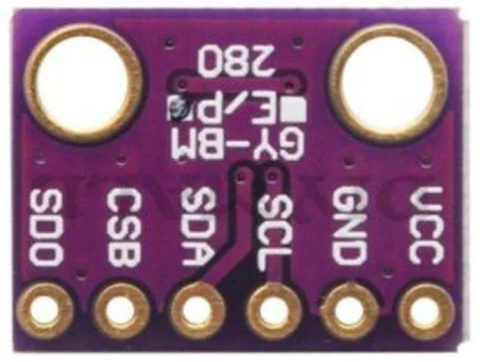 VCC
GND
SCL
SDA
CSB
SDO
GY-BM
E/P
280